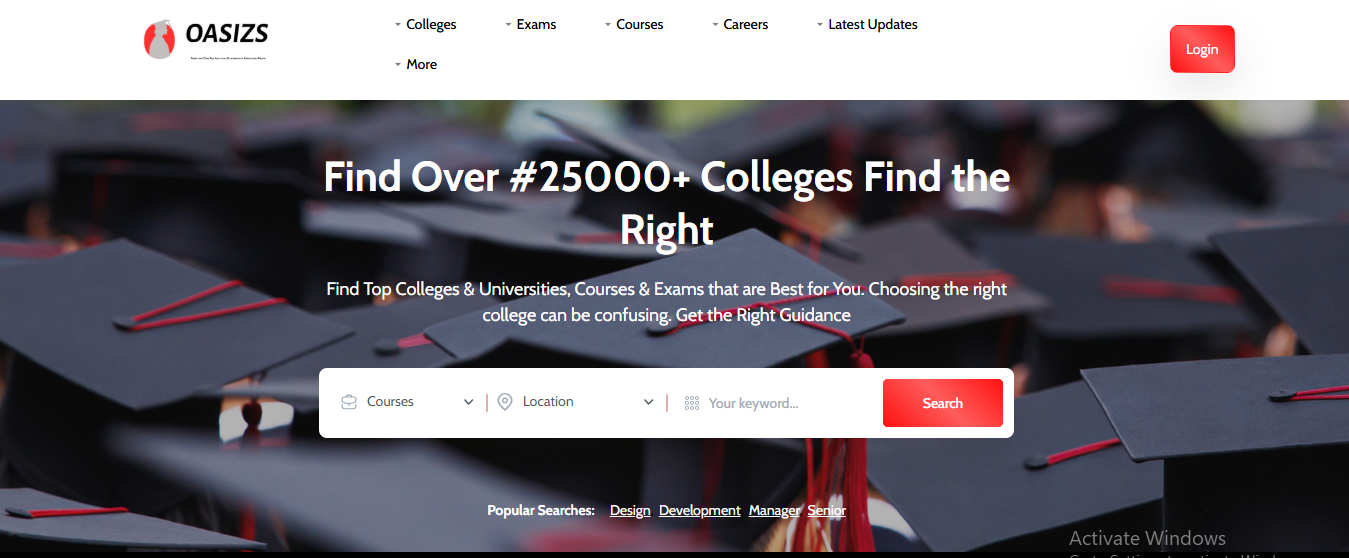 OASIZS
Colleges
Exams
Courses
Careers
Latest Updates
More
Login
Find Over #25000+ Colleges Find the
Right
Find Top Colleges & Universities, Courses & Exams that are Best for You. Choosing the right
college can be confusing. Get the Right Guidance
Courses
Location
Your keyword...
Search
Popular Searches: Design Development Manager Senior
Activate Windows